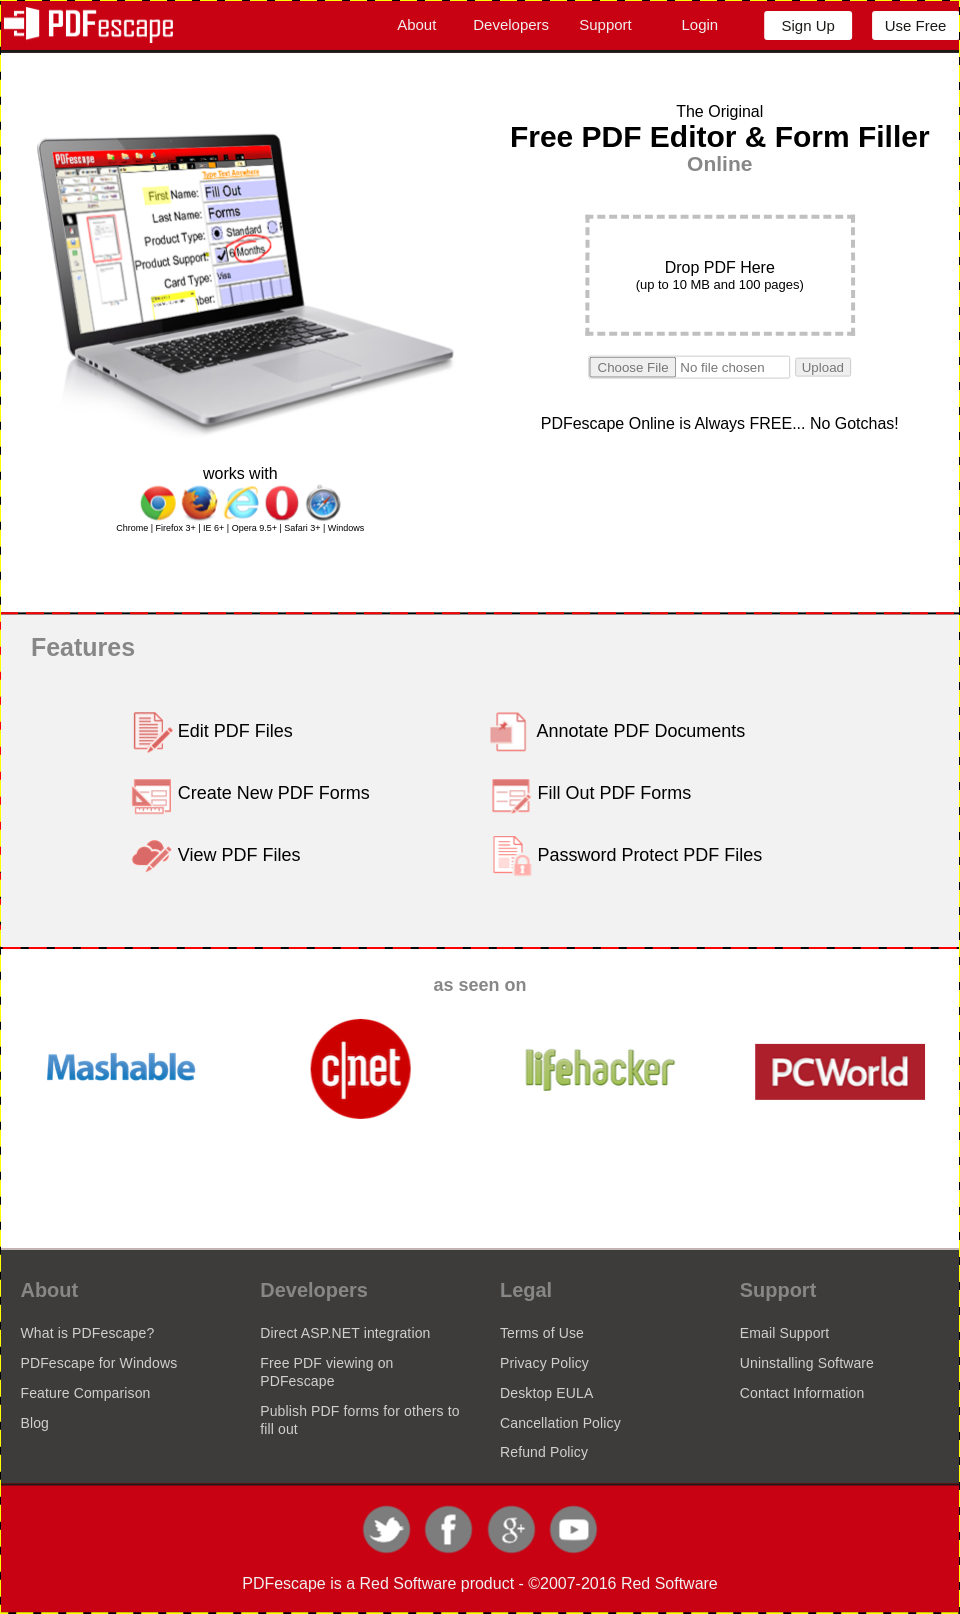 PDFescape
About
Developers
Support
Login
Sign Up
Use Free
The Original
Free PDF Editor & Form Filler
Online
PDFescape
Type Text Anywhere
First Name:
Fill Out
Last Name:
Forms
Product Type:
Standard
Product Support:
6 Months
Card Type:
Visa
Drop PDF Here
(up to 10 MB and 100 pages)
Choose File No file chosen
Upload
PDFescape Online is Always FREE... No Gotchas!
works with
Chrome | Firefox 3+ | IE 6+ | Opera 9.5+ | Safari 3+ | Windows
Features
Edit PDF Files
Annotate PDF Documents
Create New PDF Forms
Fill Out PDF Forms
View PDF Files
Password Protect PDF Files
as seen on
Mashable
c|net
lifehacker
PCWorld
About
What is PDFescape?
PDFescape for Windows
Feature Comparison
Blog
Developers
Direct ASP.NET integration
Free PDF viewing on
PDFescape
Publish PDF forms for others to
fill out
Legal
Terms of Use
Privacy Policy
Desktop EULA
Cancellation Policy
Refund Policy
Support
Email Support
Uninstalling Software
Contact Information
PDFescape is a Red Software product - ©2007-2016 Red Software